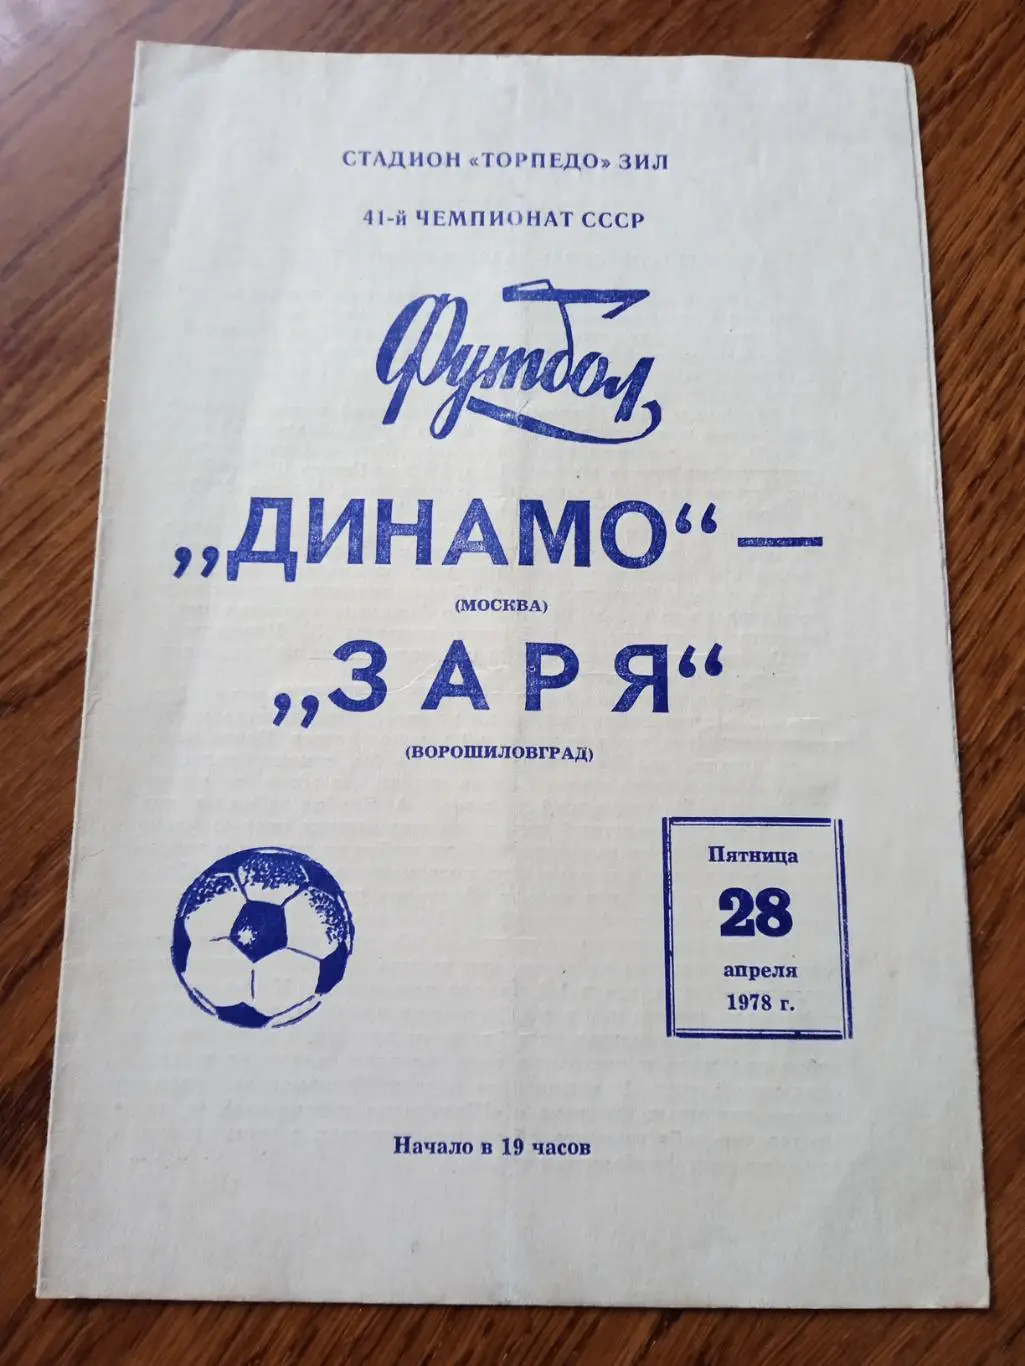 СТАДИОН «ТОРПЕДО» ЗИЛ
41-й ЧЕМПИОНАТ СССР
Футбол
„ДИНАМО“ —
(МОСКВА)
„ЗАРЯ“
(ВОРОШИЛОВГРАД)
Пятница
28
апреля
1978 г.
Начало в 19 часов